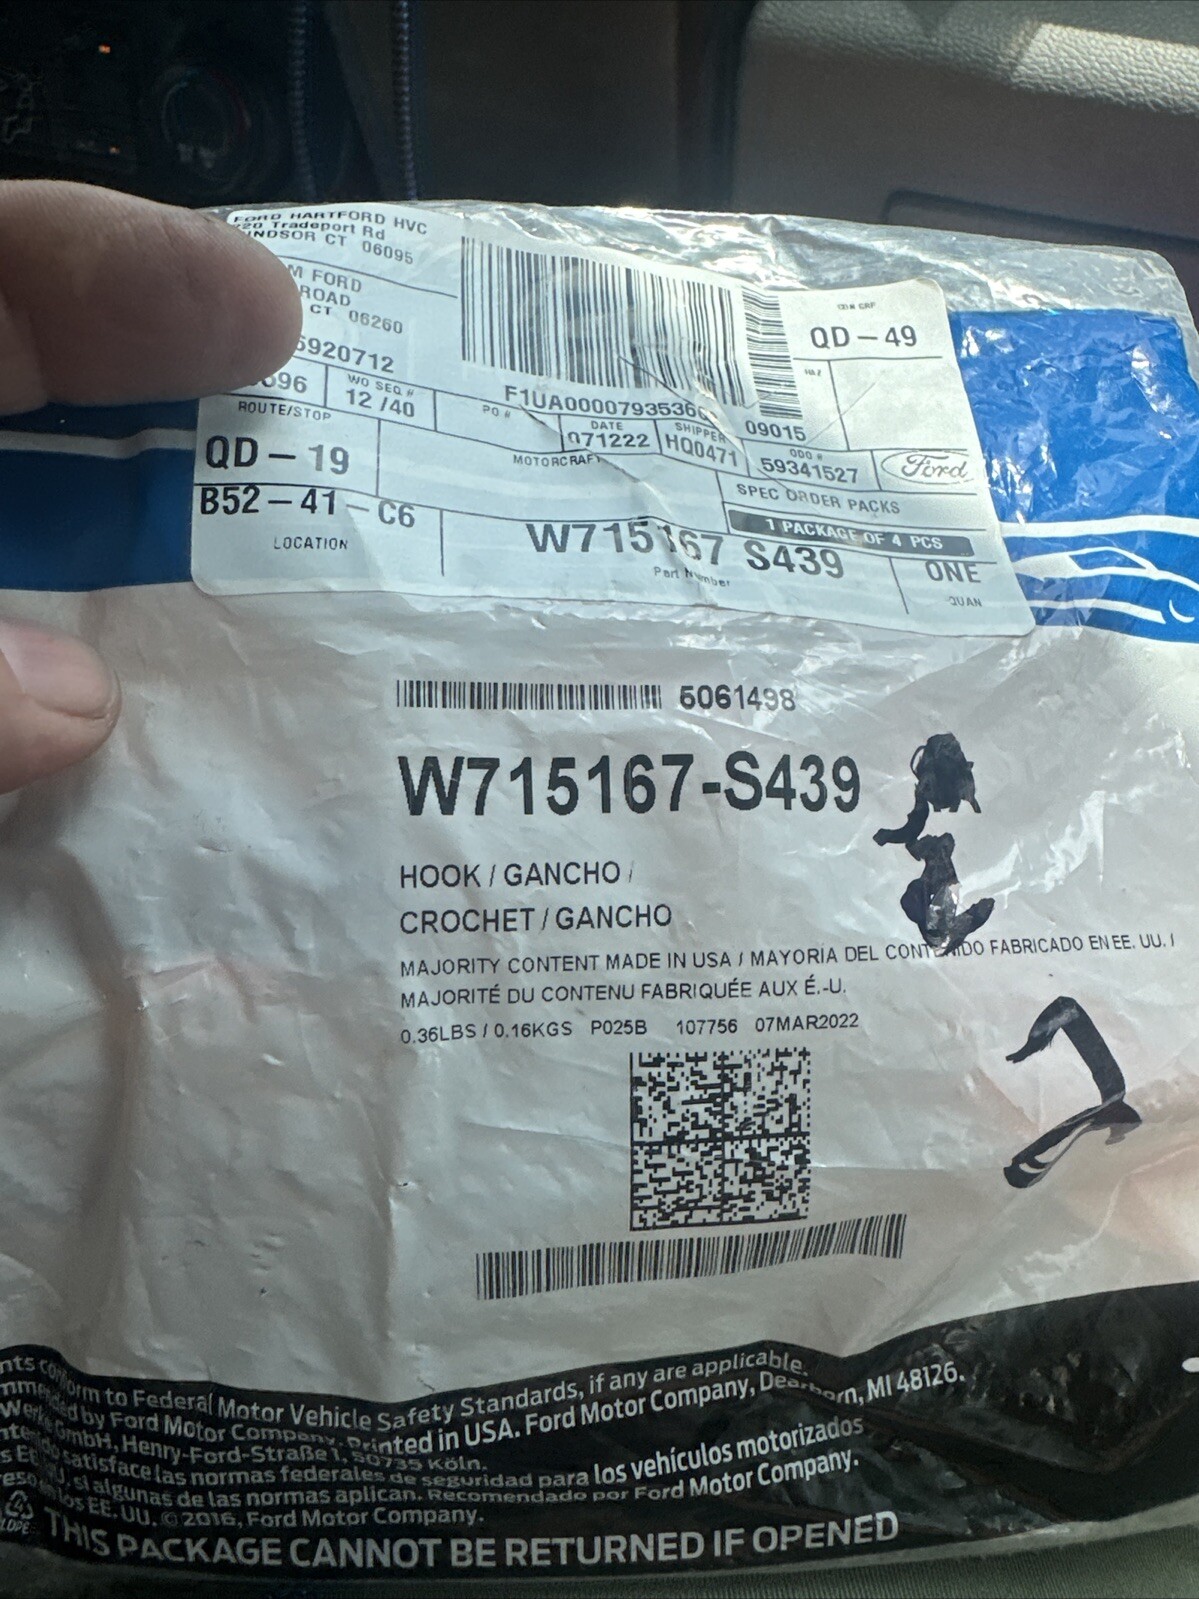 FORD HARTFORD HVC
Tradeport Rd
CT 06095
FORD
ROAD
CT 06260
QD-49
WO SEQ #
12 /40
PO #
ROUTE/STOP
09015
DATE
071222
SHIPPER
HQ0471
ODO #
59341527
Ford
QD-19
MOTORCRAFT
SPEC ORDER PACKS
B52-41-C6
1 PACKAGE OF 4 PCS
LOCATION
W715167 S439
Part Number
ONE
QUAN
5061498
W715167-S439
HOOK / GANCHO /
CROCHET / GANCHO
MAJORITY CONTENT MADE IN USA / MAYORIA DEL CONTENIDO FABRICADO EN EE. UU. /
MAJORITÉ DU CONTENU FABRIQUÉE AUX É.-U.
0.36LBS / 0.16KGS P025B 107756 07MAR2022
conform to Federal Motor Vehicle Safety Standards, if any are applicable.
by Ford Motor Company. Printed in USA. Ford Motor Company, Dearborn, MI 48126.
GmbH, Henry-Ford-Straße 1, 50735 Köln.
satisface las normas federales de seguridad para los vehículos motorizados
si algunas de las normas aplican. Recomendado por Ford Motor Company.
los EE. UU. © 2016, Ford Motor Company.
THIS PACKAGE CANNOT BE RETURNED IF OPENED